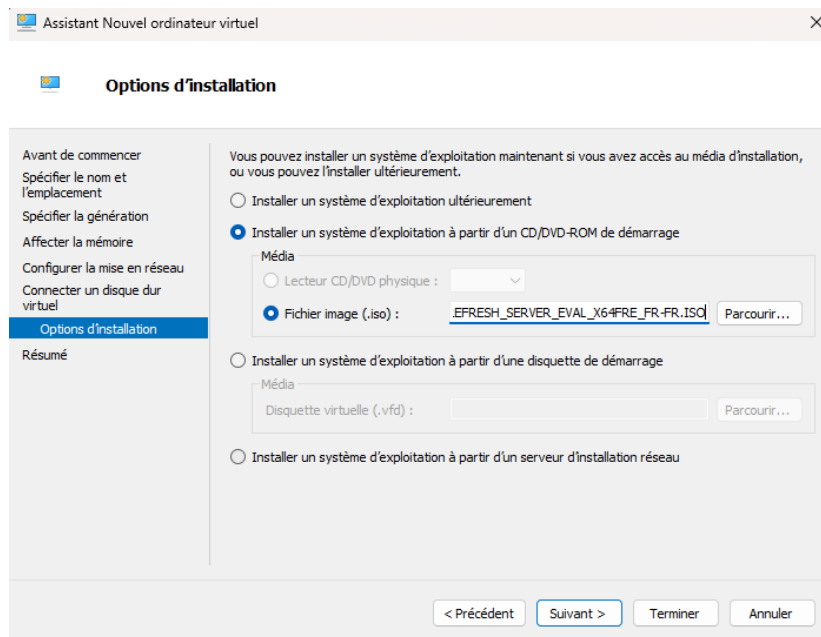 Assistant Nouvel ordinateur virtuel
Options d'installation
Avant de commencer
Spécifier le nom et
l'emplacement
Spécifier la génération
Affecter la mémoire
Configurer la mise en réseau
Connecter un disque dur
virtuel
Options d'installation
Résumé
Vous pouvez installer un système d'exploitation maintenant si vous avez accès au média d'installation,
ou vous pouvez l'installer ultérieurement.
Installer un système d'exploitation ultérieurement
Installer un système d'exploitation à partir d'un CD/DVD-ROM de démarrage
Média
Lecteur CD/DVD physique :
Fichier image (.iso) : .EFRESH_SERVER_EVAL_X64FRE_FR-FR.ISO Parcourir...
Installer un système d'exploitation à partir d'une disquette de démarrage
Média
Disquette virtuelle (.vfd) : Parcourir...
Installer un système d'exploitation à partir d'un serveur d'installation réseau
< Précédent Suivant > Terminer Annuler